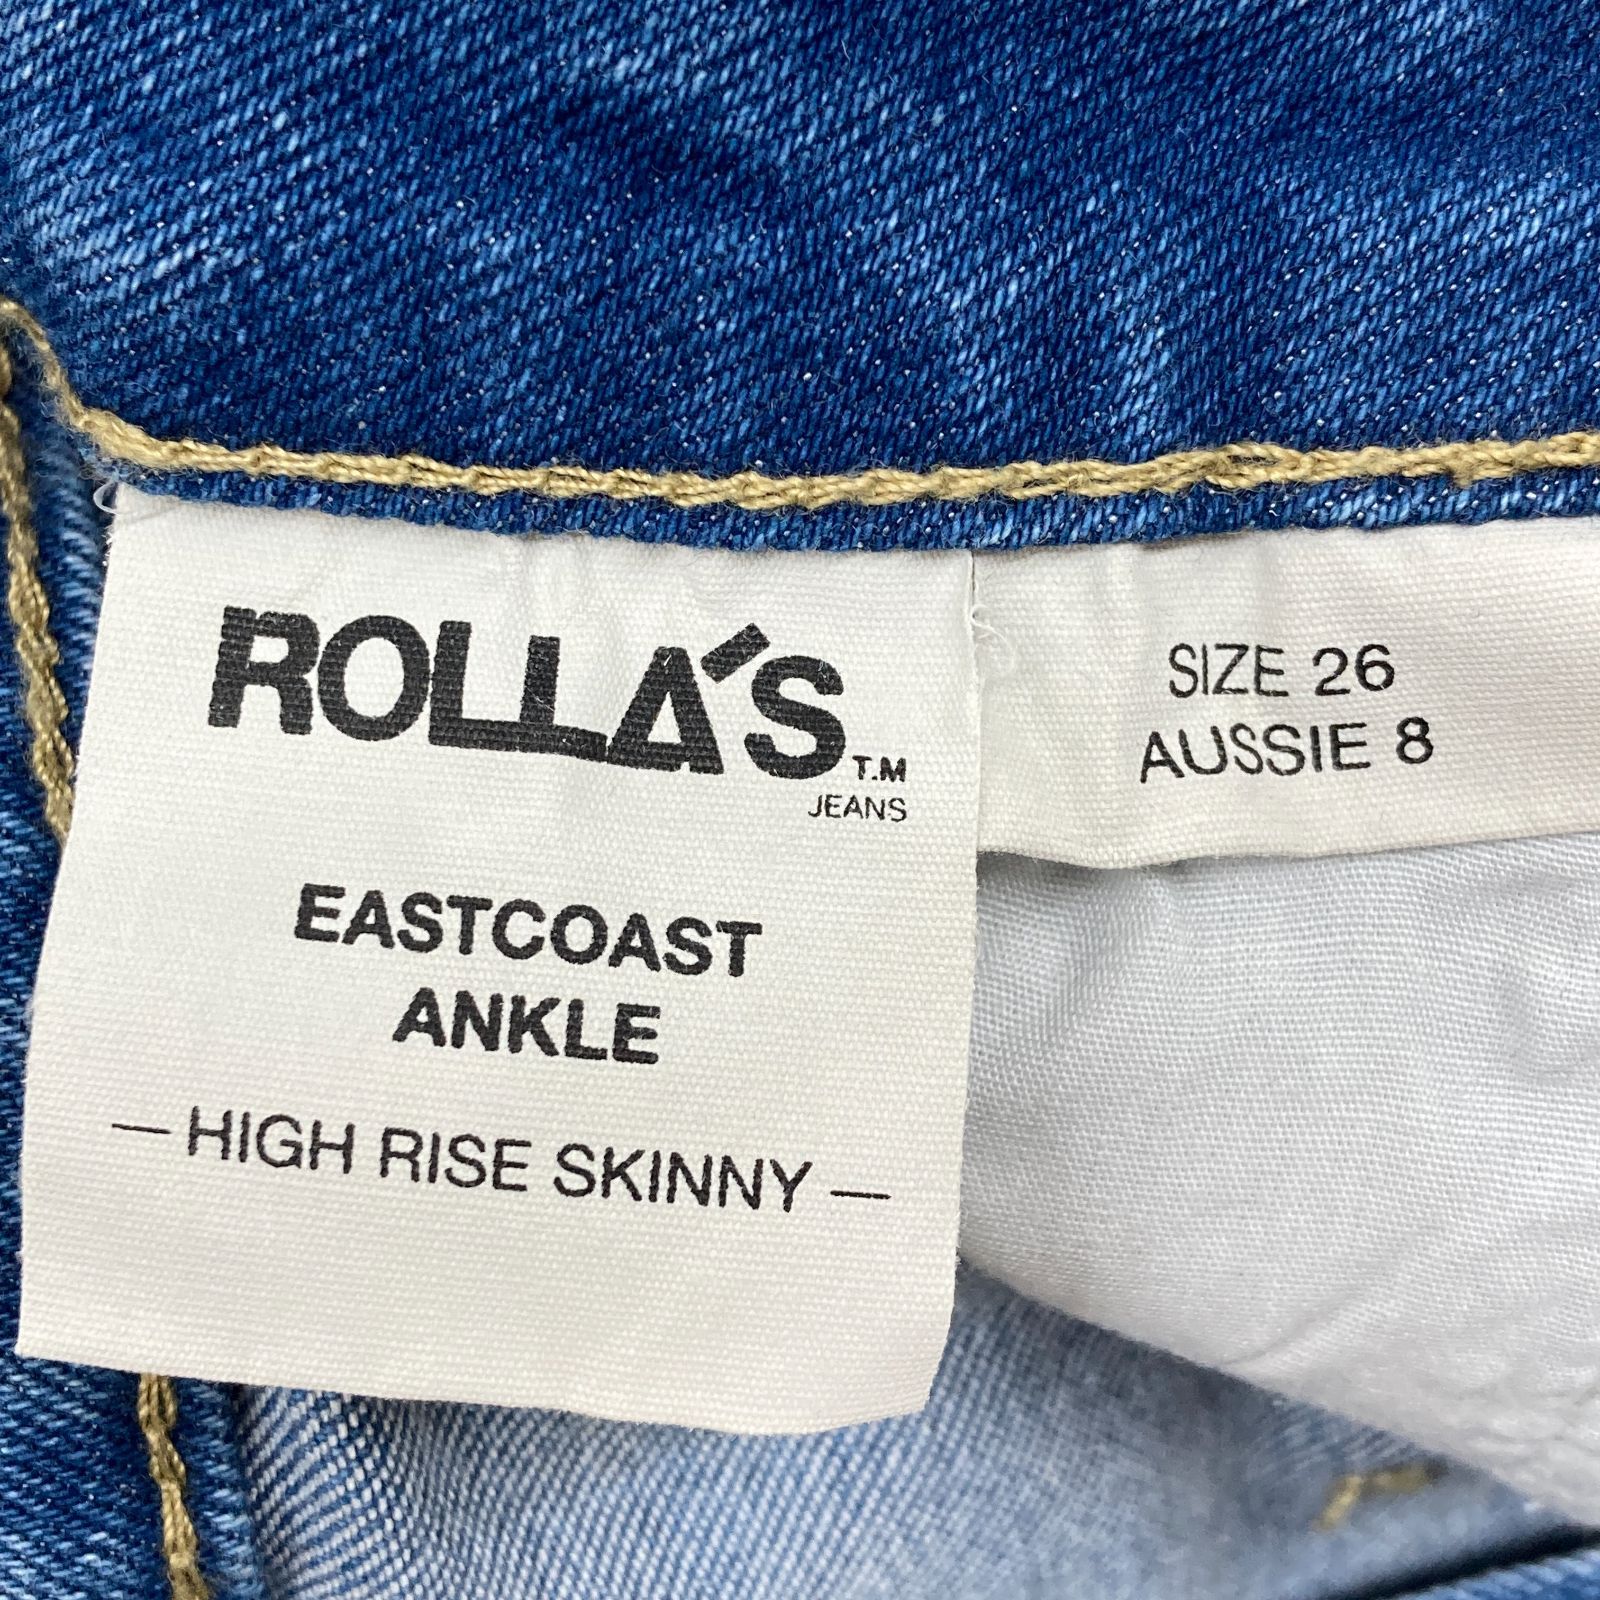 ROLLA'S T.M
JEANS
EASTCOAST
ANKLE
— HIGH RISE SKINNY —
SIZE 26
AUSSIE 8